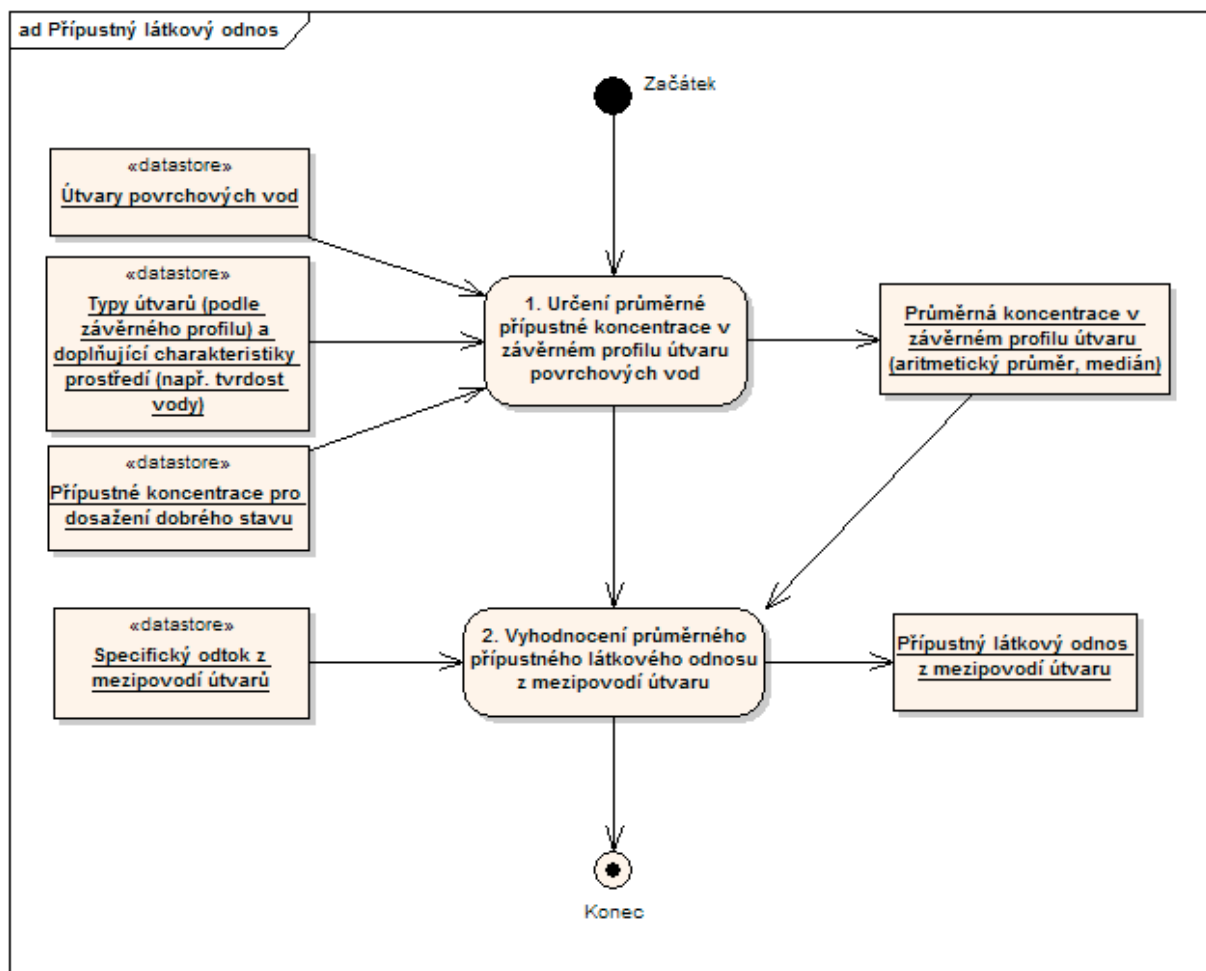 ad Přípustný látkový odnos
Začátek
«datastore»
Útvary povrchových vod
«datastore»
Typy útvarů (podle
závěrného profilu) a
doplňující charakteristiky
prostředí (např. tvrdost
vody)
«datastore»
Přípustné koncentrace pro
dosažení dobrého stavu
1. Určení průměrné
přípustné koncentrace v
závěrném profilu útvaru
povrchových vod
Průměrná koncentrace v
závěrném profilu útvaru
(aritmetický průměr, medián)
«datastore»
Specifický odtok z
mezipovodí útvarů
2. Vyhodnocení průměrného
přípustného látkového odnosu
z mezipovodí útvaru
Přípustný látkový odnos
z mezipovodí útvaru
Konec